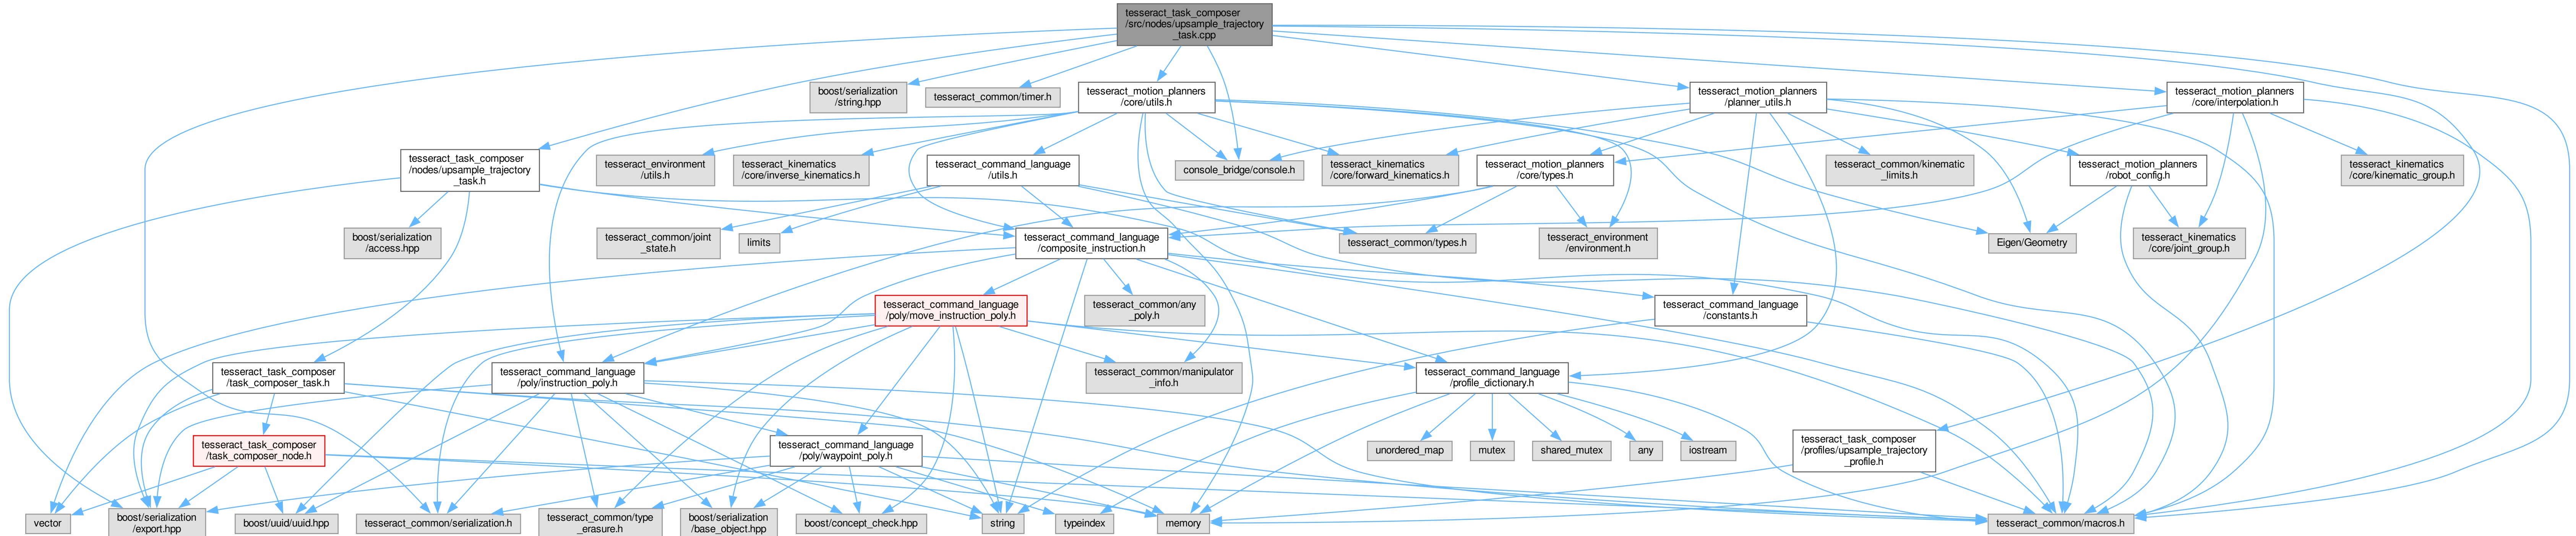 tesseract_task_composer
/src/nodes/upsample_trajectory
_task.cpp
boost/serialization
/string.hpp
tesseract_common/timer.h
tesseract_motion_planners
/core/utils.h
tesseract_motion_planners
/planner_utils.h
tesseract_motion_planners
/core/interpolation.h
tesseract_task_composer
/nodes/upsample_trajectory
_task.h
tesseract_environment
/utils.h
tesseract_kinematics
/core/inverse_kinematics.h
tesseract_command_language
/utils.h
console_bridge/console.h
tesseract_kinematics
/core/forward_kinematics.h
tesseract_motion_planners
/core/types.h
tesseract_common/kinematic
_limits.h
tesseract_motion_planners
/robot_config.h
tesseract_kinematics
/core/kinematic_group.h
boost/serialization
/access.hpp
tesseract_common/joint
_state.h
limits
tesseract_command_language
/composite_instruction.h
tesseract_common/types.h
tesseract_environment
/environment.h
Eigen/Geometry
tesseract_kinematics
/core/joint_group.h
tesseract_command_language
/poly/move_instruction_poly.h
tesseract_common/any
_poly.h
tesseract_command_language
/constants.h
tesseract_task_composer
/task_composer_task.h
tesseract_command_language
/poly/instruction_poly.h
tesseract_common/manipulator
_info.h
tesseract_command_language
/profile_dictionary.h
tesseract_task_composer
/task_composer_node.h
tesseract_command_language
/poly/waypoint_poly.h
unordered_map
mutex
shared_mutex
any
iostream
tesseract_task_composer
/profiles/upsample_trajectory
_profile.h
vector
boost/serialization
/export.hpp
boost/uuid/uuid.hpp
tesseract_common/serialization.h
tesseract_common/type
_erasure.h
boost/serialization
/base_object.hpp
boost/concept_check.hpp
string
typeindex
memory
tesseract_common/macros.h